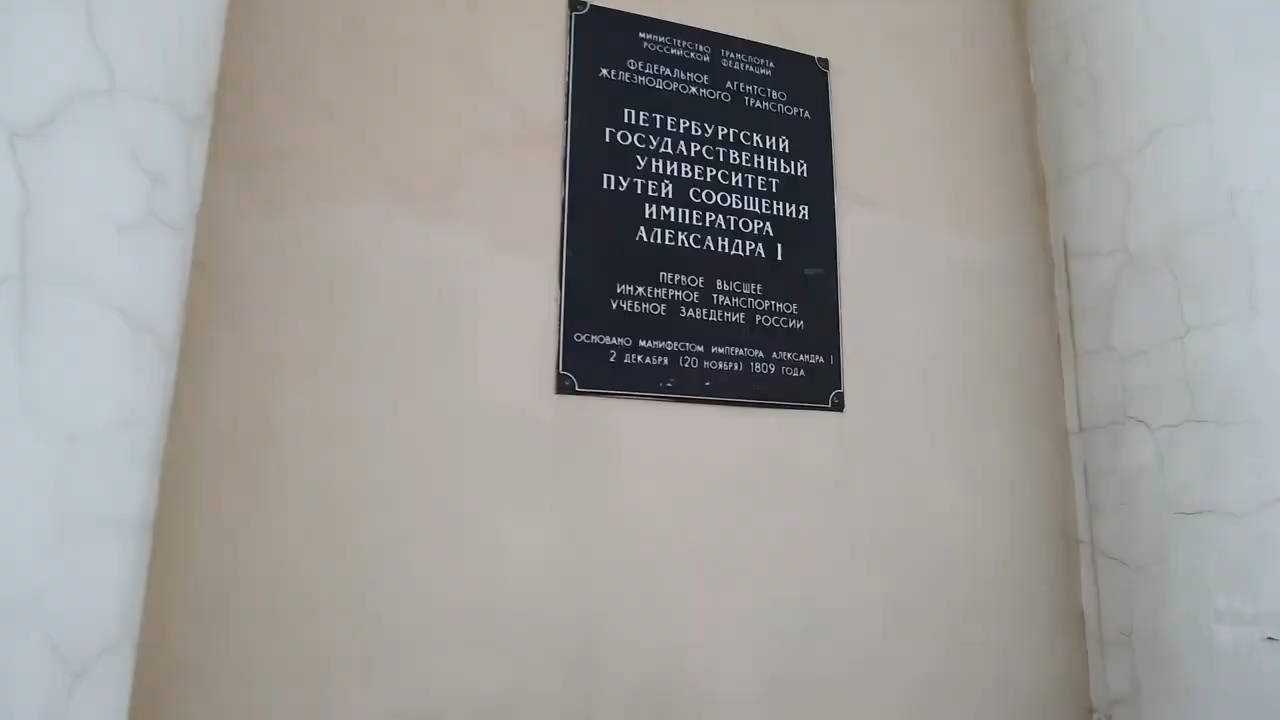 МИНИСТЕРСТВО ТРАНСПОРТА
РОССИЙСКОЙ ФЕДЕРАЦИИ
ФЕДЕРАЛЬНОЕ АГЕНТСТВО
ЖЕЛЕЗНОДОРОЖНОГО ТРАНСПОРТА
ПЕТЕРБУРГСКИЙ
ГОСУДАРСТВЕННЫЙ
УНИВЕРСИТЕТ
ПУТЕЙ СООБЩЕНИЯ
ИМПЕРАТОРА
АЛЕКСАНДРА I
ПЕРВОЕ ВЫСШЕЕ
ИНЖЕНЕРНОЕ ТРАНСПОРТНОЕ
УЧЕБНОЕ ЗАВЕДЕНИЕ РОССИИ
ОСНОВАНО МАНИФЕСТОМ ИМПЕРАТОРА АЛЕКСАНДРА I
2 ДЕКАБРЯ (20 НОЯБРЯ) 1809 ГОДА